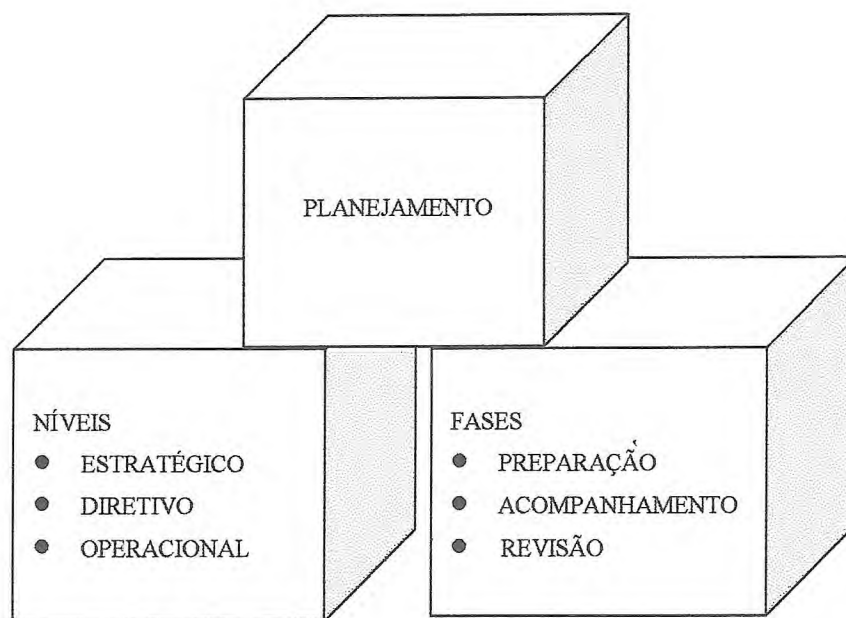 PLANEJAMENTO
NÍVEIS
● ESTRATÉGICO
● DIRETIVO
● OPERACIONAL
FASES
● PREPARAÇÃO
● ACOMPANHAMENTO
● REVISÃO